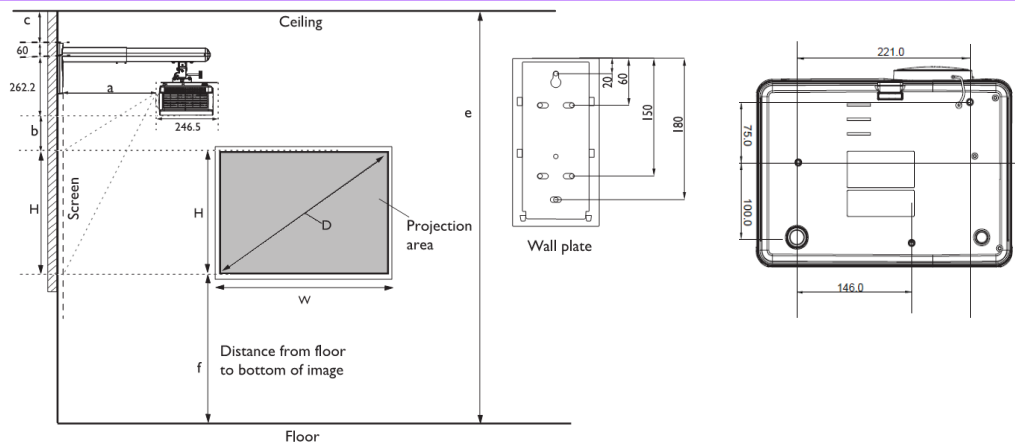 Ceiling
c
60
262.2
a
246.5
b
e
H
Screen
H
D
Projection
area
W
f
Distance from floor
to bottom of image
Floor
20
60
150
180
Wall plate
221.0
75.0
100.0
146.0